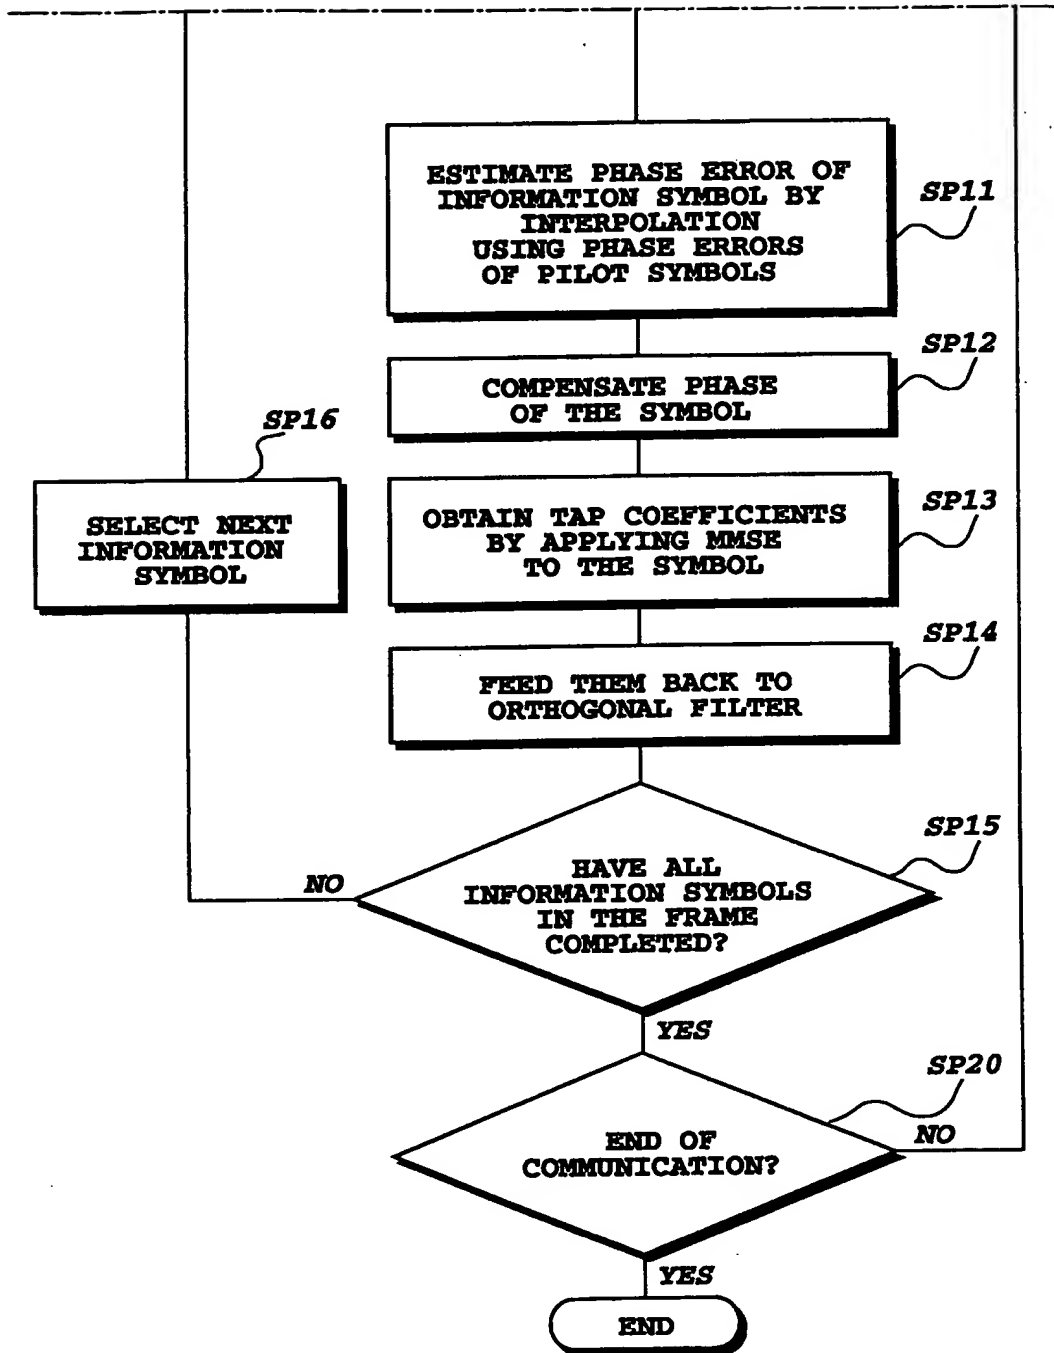 ESTIMATE PHASE ERROR OF
INFORMATION SYMBOL BY
INTERPOLATION
USING PHASE ERRORS
OF PILOT SYMBOLS
SP11
COMPENSATE PHASE
OF THE SYMBOL
SP12
SP16
SELECT NEXT
INFORMATION
SYMBOL
OBTAIN TAP COEFFICIENTS
BY APPLYING MMSE
TO THE SYMBOL
SP13
FEED THEM BACK TO
ORTHOGONAL FILTER
SP14
HAVE ALL
INFORMATION SYMBOLS
IN THE FRAME
COMPLETED?
SP15
NO
YES
END OF
COMMUNICATION?
SP20
NO
YES
END